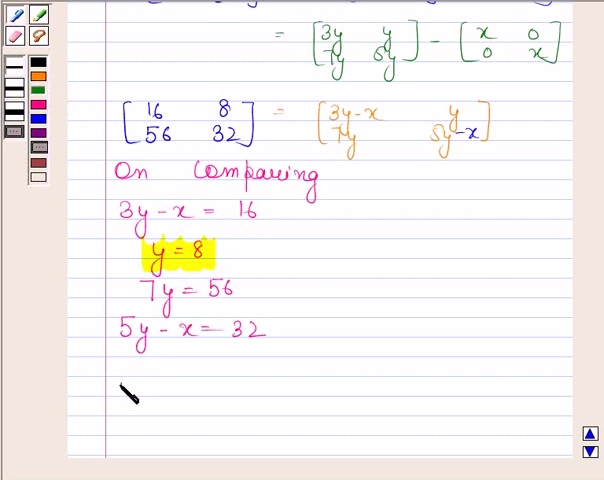 = [3y y
7y 5y] - [x 0
0 x]
[16 8
56 32] = [3y-x y
7y 5y-x]
On Comparing
3y-x = 16
y = 8
7y = 56
5y-x = 32